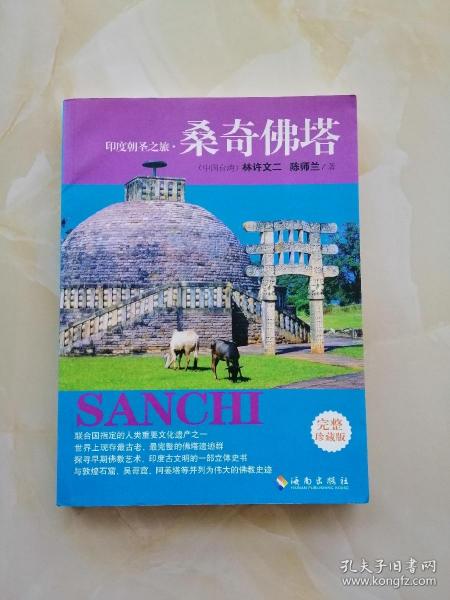 印度朝圣之旅·桑奇佛塔
(中国台湾) 林许文二 陈师兰/著
SANCHI
联合国指定的人类重要文化遗产之一
世界上现存最古老、最完整的佛塔遗迹群
探寻早期佛教艺术、印度古文明的一部立体史书
与敦煌石窟、吴哥窟、阿姜塔等并列为伟大的佛教史迹
完整
珍藏版
海南出版社
HAINAN PUBLISHING HOUSE
孔夫子旧书网
www.kongfz.com